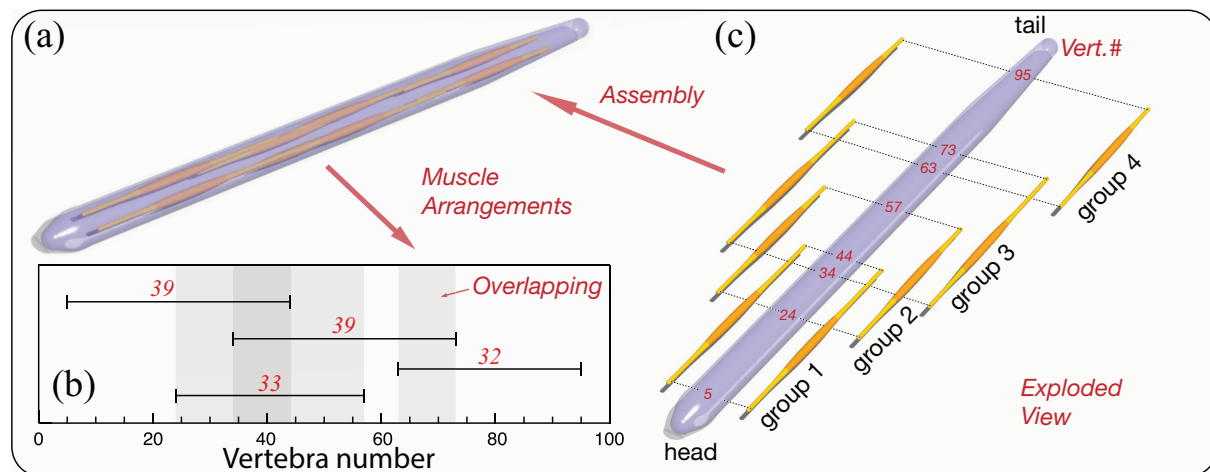 (a)
Assembly
Muscle
Arrangements
Overlapping
39
39
32
33
(b)
0 20 40 60 80 100
Vertebra number
(c)
tail
Vert.#
95
73
63
57
44
34
24
5
group 4
group 3
group 2
group 1
head
Exploded
View